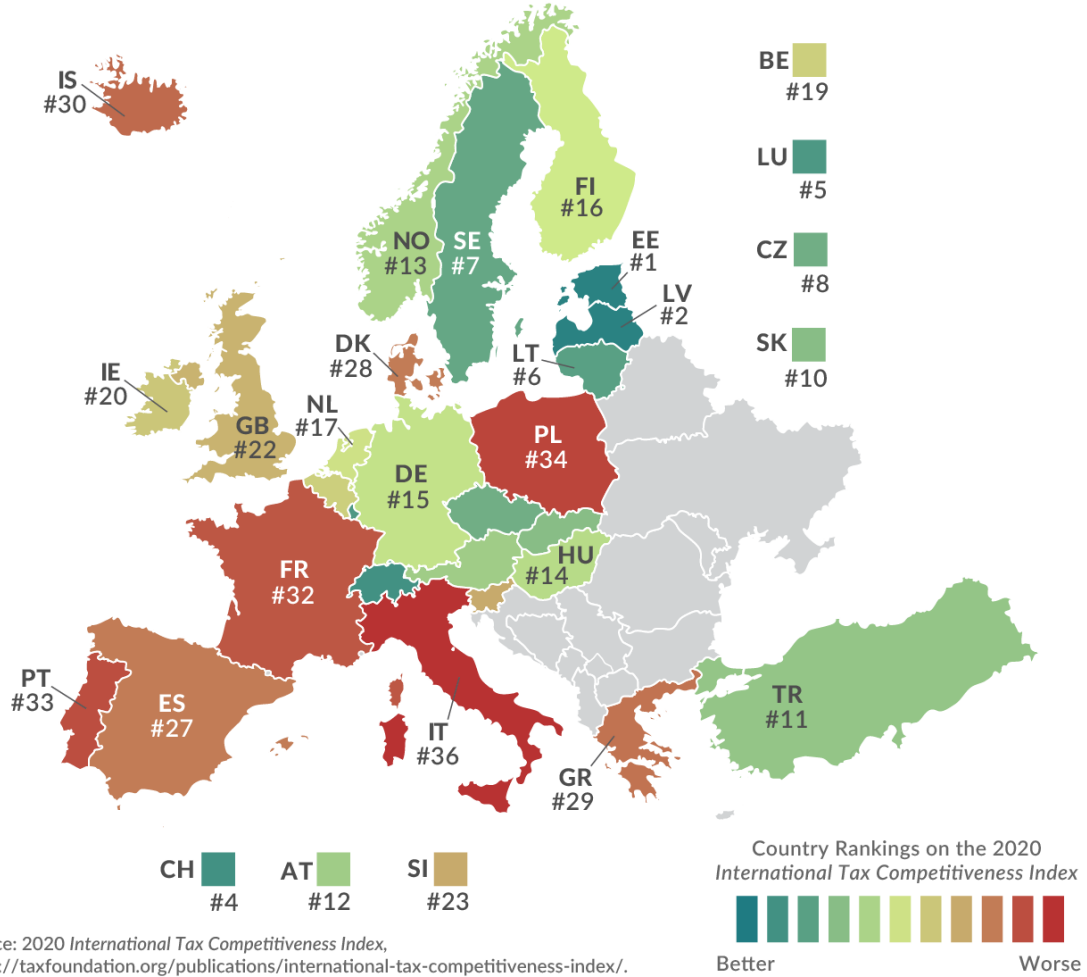 IS
#30
BE
#19
LU
#5
FI
#16
NO
#13
SE
#7
EE
#1
CZ
#8
LV
#2
DK
#28
LT
#6
SK
#10
IE
#20
NL
#17
GB
#22
PL
#34
DE
#15
HU
#14
FR
#32
PT
#33
ES
#27
TR
#11
IT
#36
GR
#29
CH
#4
AT
#12
SI
#23
Country Rankings on the 2020
International Tax Competitiveness Index
Better
Worse
ce: 2020 International Tax Competitiveness Index,
://taxfoundation.org/publications/international-tax-competitiveness-index/.